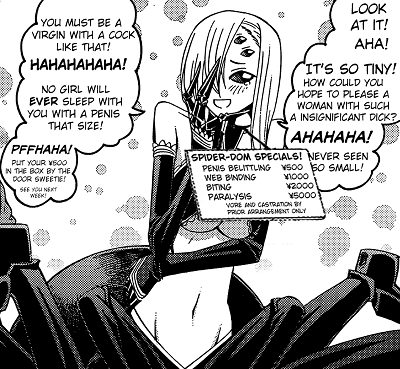 YOU MUST BE A
VIRGIN WITH A COCK
LIKE THAT!
HAHAHAHAHA!
NO GIRL WILL
EVER SLEEP WITH
YOU WITH A PENIS
THAT SIZE!
PFFHAHA!
PUT YOUR ¥500
IN THE BOX BY THE
DOOR SWEETIE!
SEE YOU NEXT
WEEK!
LOOK
AT IT!
AHA!
IT'S SO TINY!
HOW COULD YOU
HOPE TO PLEASE A
WOMAN WITH SUCH
A INSIGNIFICANT DICK?
AHAHAHA!
NEVER SEEN
SO SMALL!
SPIDER-DOM SPECIALS!
PENIS BELITTLING ¥500
WEB BINDING ¥1000
BITING ¥2000
PARALYSIS ¥5000
VORE AND CASTRATION BY
PRIOR ARRANGEMENT ONLY